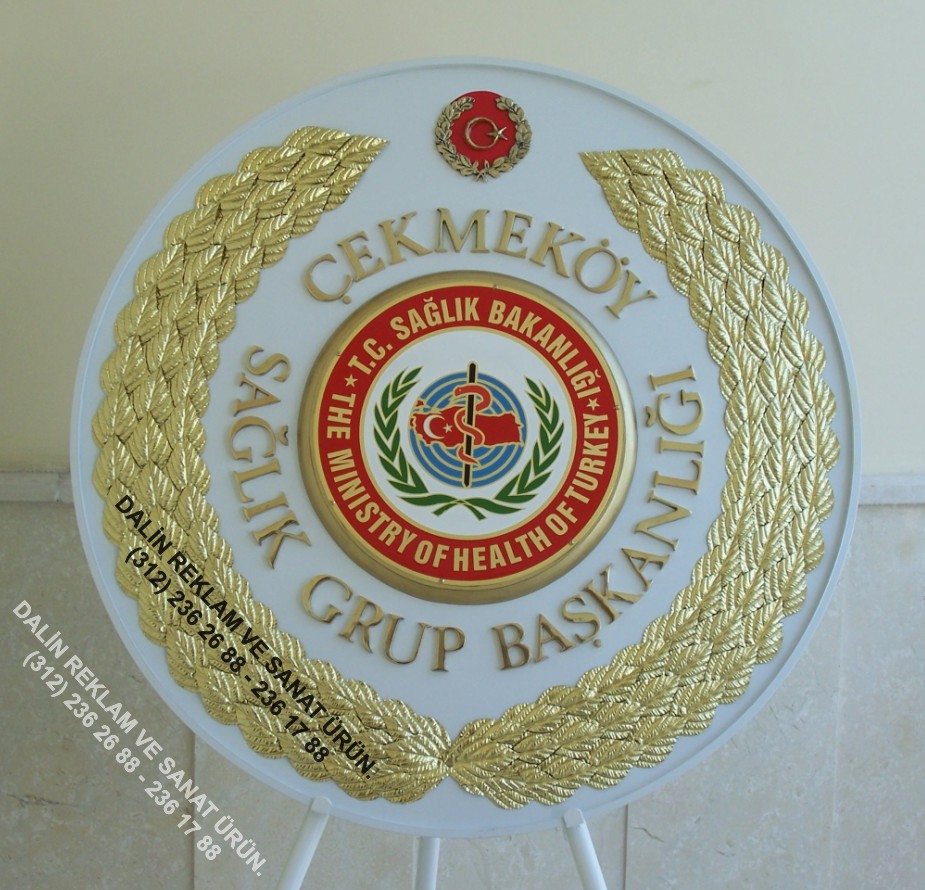 ÇEKMEKÖY
SAĞLIK GRUP BAŞKANLIĞI
T.C. SAĞLIK BAKANLIĞI
THE MINISTRY OF HEALTH OF TURKEY
DALİN REKLAM VE SANAT ÜRÜN.
(312) 236 26 88 - 236 17 88
DALİN REKLAM VE SANAT ÜRÜN.
(312) 236 26 88 - 236 17 88